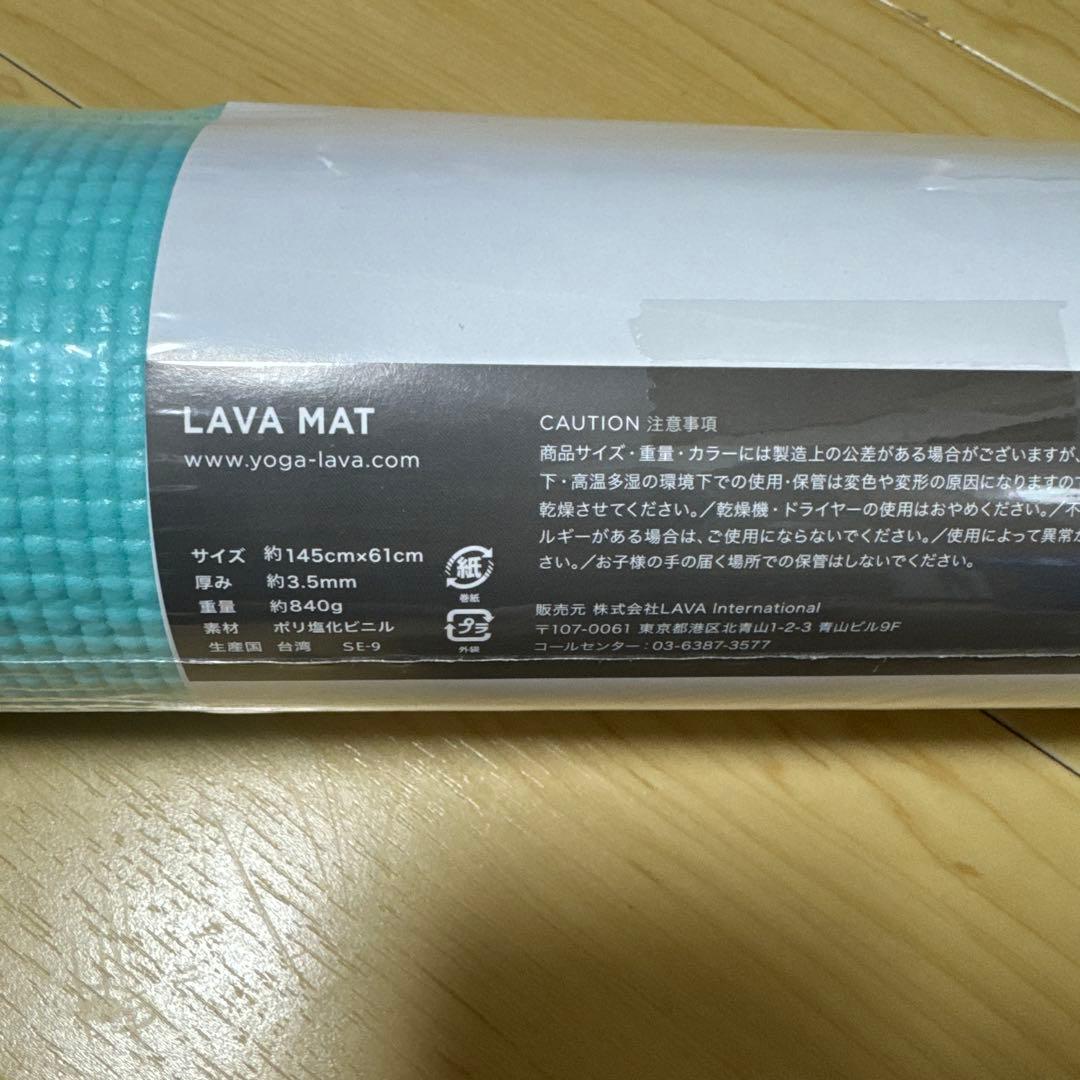 LAVA MAT
www.yoga-lava.com
サイズ 約145cm×61cm
厚み 約3.5mm
重量 約840g
素材 ポリ塩化ビニル
生産国 台湾 SE-9
紙
巻紙
プラ
外袋
CAUTION 注意事項
商品サイズ・重量・カラーには製造上の公差がある場合がございますが、
下・高温多湿の環境下での使用・保管は変色や変形の原因になりますので
乾燥させてください。／乾燥機・ドライヤーの使用はおやめください。／不
ルギーがある場合は、ご使用にならないでください。／使用によって異常が
さい。／お子様の手の届く場所での保管はしないでください。
販売元 株式会社LAVA International
〒107-0061 東京都港区北青山1-2-3 青山ビル9F
コールセンター：03-6387-3577